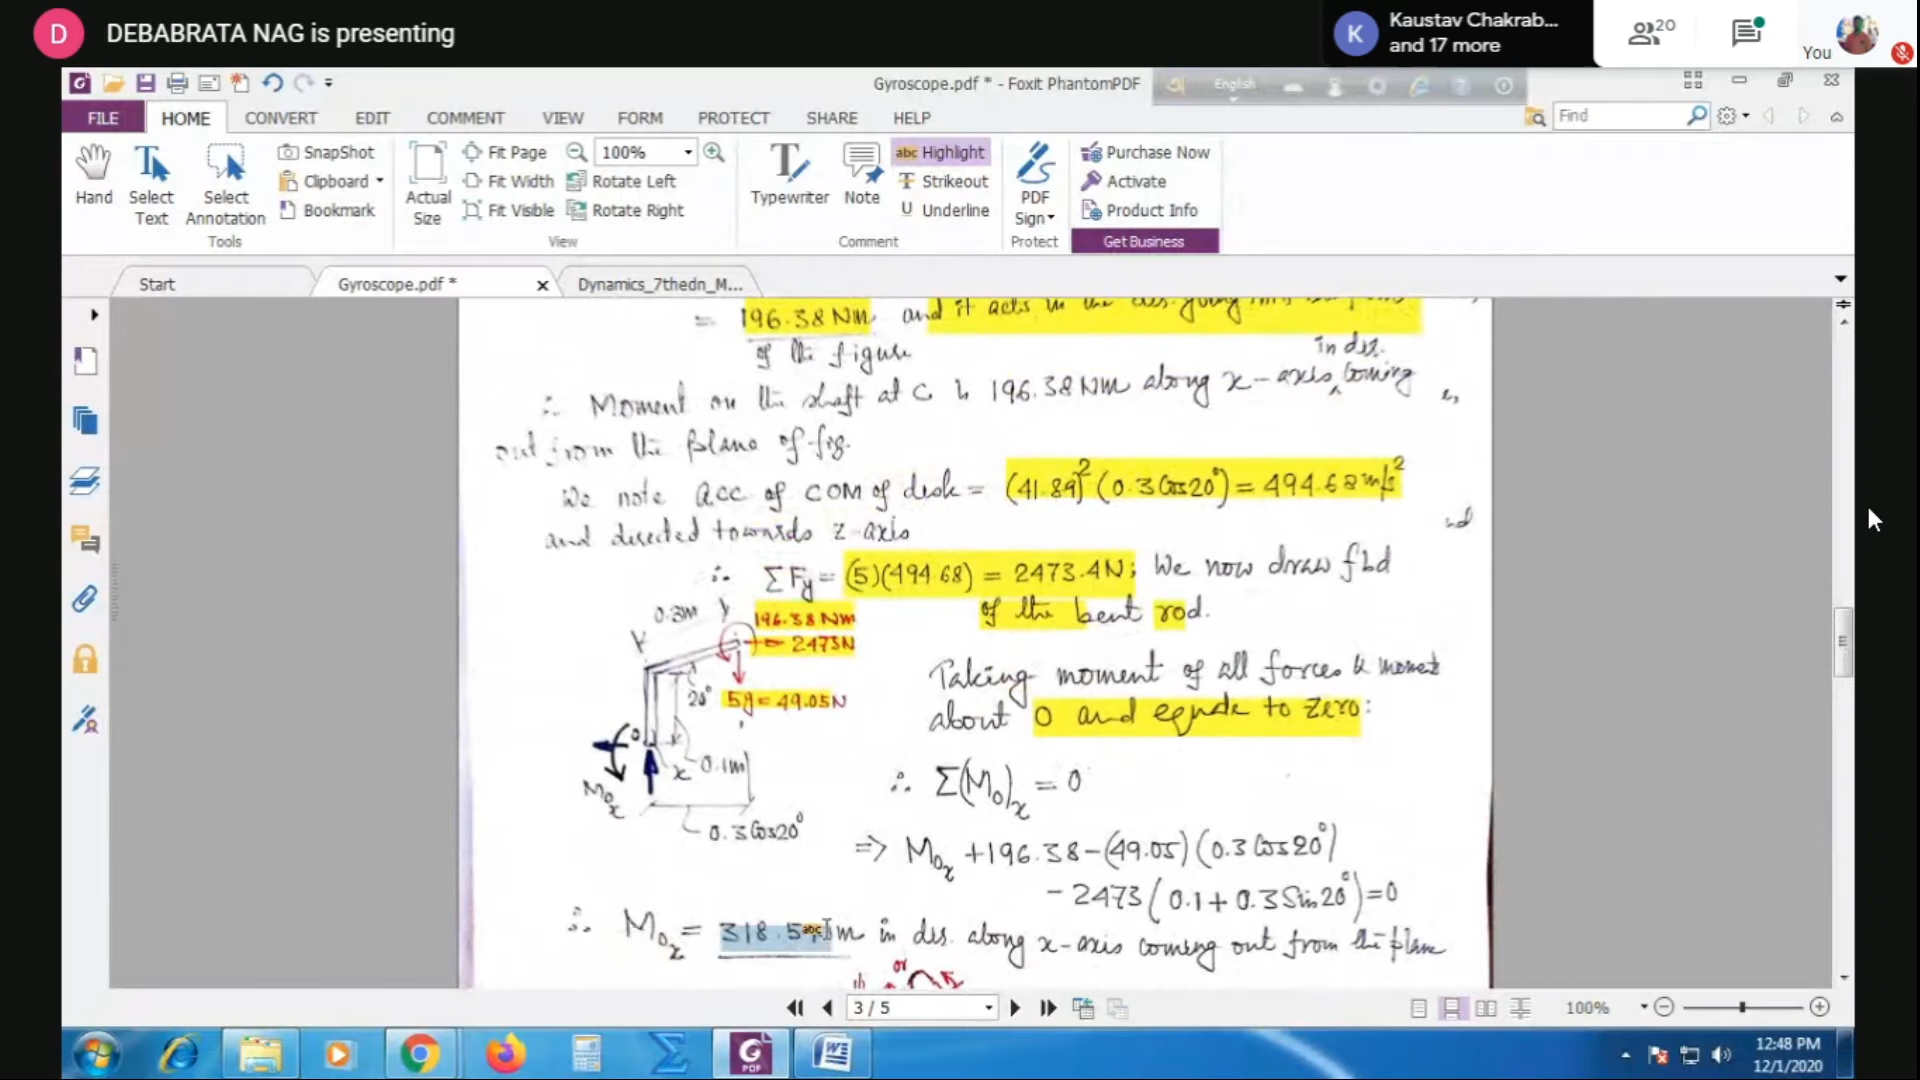 D DEBABRATA NAG is presenting
K Kaustav Chakrab...
and 17 more
20
You
Gyroscope.pdf * - Foxit PhantomPDF
English
FILE HOME CONVERT EDIT COMMENT VIEW FORM PROTECT SHARE HELP
Find
Hand
Select Text
Select Annotation
SnapShot
Clipboard
Bookmark
Tools
Actual Size
Fit Page
Fit Width
Fit Visible
100%
Rotate Left
Rotate Right
View
Typewriter
Note
abc Highlight
Strikeout
Underline
Comment
PDF Sign
Protect
Purchase Now
Activate
Product Info
Get Business
Start
Gyroscope.pdf *
Dynamics_7thedn_M...
= 196.38 Nm and it acts in the
of the figure
in dir.
∴ Moment on the shaft at C is 196.38 Nm along x-axis, coming
out from the plane of fig.
We note acc of COM of disk = (41.89)² (0.3 Cos20°) = 494.68 m/s²
and directed towards z-axis
∴ ΣFy = (5)(494.68) = 2473.4N; We now draw fbd
of the bent rod.
0.3m
196.38 Nm
2473N
20°
5g = 49.05N
Taking moment of all forces & moment
about O and equate to zero:
O
x
0.1m
Mox
0.3 Cos20°
∴ Σ(Mo)x = 0
=> Mox + 196.38 - (49.05) (0.3 Cos20°)
- 2473 (0.1 + 0.3 Sin20°) = 0
∴ Mox = in dir. along x-axis coming out from the plane
or
3 / 5
100%
12:48 PM
12/1/2020